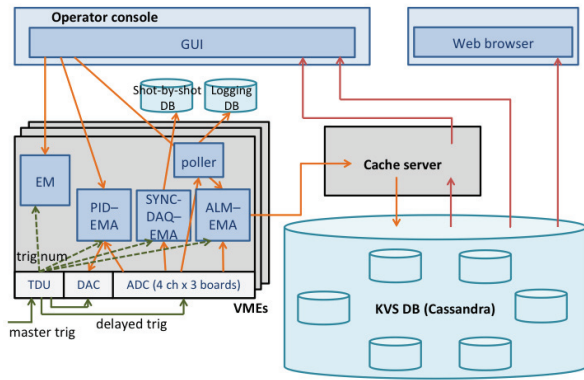 Operator console
GUI
Web browser
Shot-by-shot
DB
Logging
DB
poller
Cache server
EM
PID–
EMA
SYNC-
DAQ–
EMA
ALM–
EMA
trig num
TDU
DAC
ADC (4 ch x 3 boards)
VMEs
master trig
delayed trig
KVS DB (Cassandra)